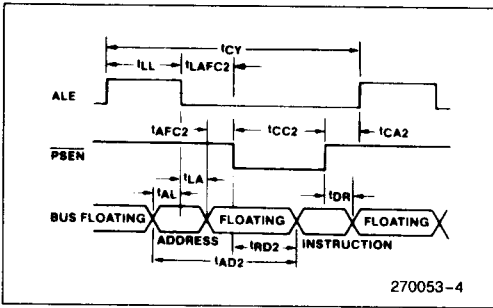 tCY
tLL tLAFC2
ALE
tAFC2 tCC2 tCA2
PSEN
tLA
tAL tDR
BUS FLOATING FLOATING FLOATING
ADDRESS tRD2 INSTRUCTION
tAD2
270053-4